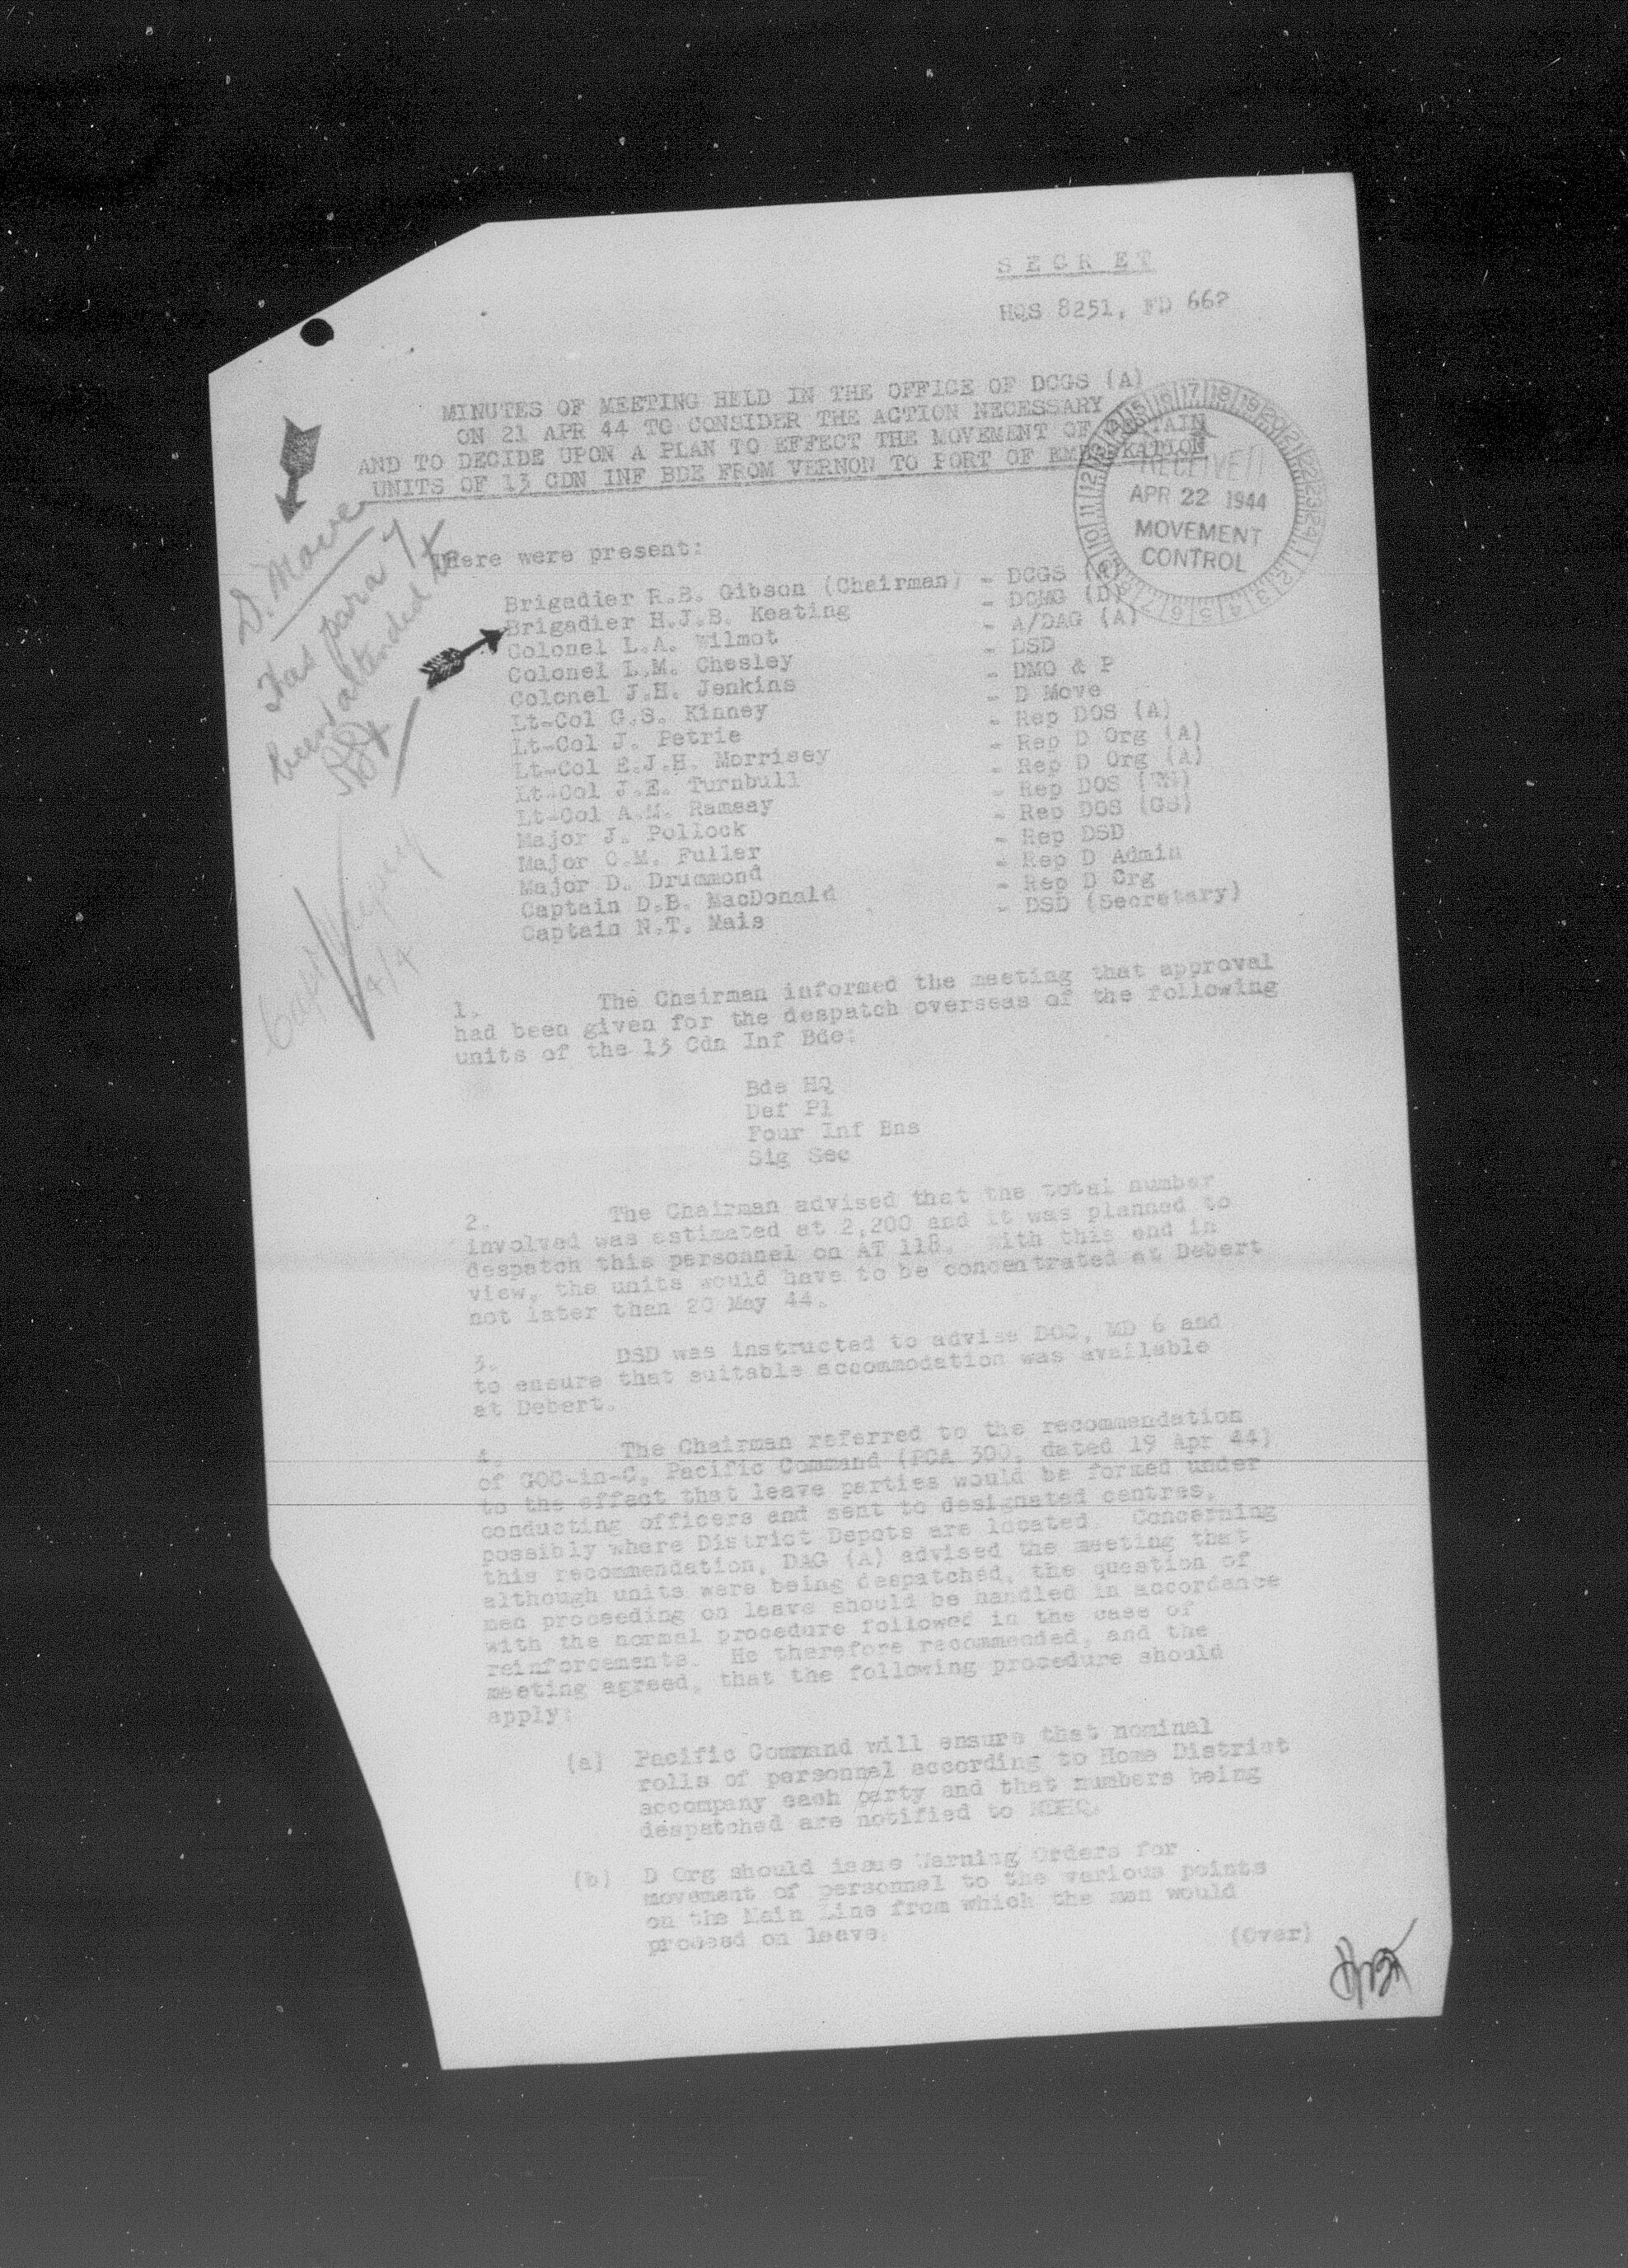 S E C R E T
HQS 8251, FD 66?
MINUTES OF MEETING HELD IN THE OFFICE OF DCGS (A)
ON 21 APR 44 TO CONSIDER THE ACTION NECESSARY
AND TO DECIDE UPON A PLAN TO EFFECT THE MOVEMENT OF CERTAIN
UNITS OF 13 CDN INF BDE FROM VERNON TO PORT OF EMBARKATION
RECEIVED
APR 22 1944
MOVEMENT
CONTROL
D. Move
Has para 7
been attended to
There were present:
Brigadier R.B. Gibson (Chairman) - DCGS (A)
Brigadier H.J.B. Keating - DCMG (D)
Colonel L.A. Wilmot - A/DAG (A)
Colonel L.M. Chesley - DSD
Colonel J.H. Jenkins - DMO & P
Lt-Col G.S. Kinney - D Move
Lt-Col J. Petrie - Rep DOS (A)
Lt-Col E.J.H. Morrisey - Rep D Org (A)
Lt-Col J.E. Turnbull - Rep D Org (A)
Lt-Col A.M. Ramsay - Rep DOS
Major J. Pollock - Rep DOS (GS)
Major C.M. Fuller - Rep DSD
Major D. Drummond - Rep D Admin
Captain D.B. MacDonald - Rep D Org
Captain N.T. Mais - DSD (Secretary)
1. The Chairman informed the meeting that approval
had been given for the despatch overseas of the following
units of the 13 Cdn Inf Bde:
Bde HQ
Def Pl
Four Inf Bns
Sig Sec
2. The Chairman advised that the total number
involved was estimated at 2,200 and it was planned to
despatch this personnel on AT 118. With this end in
view, the units would have to be concentrated at Debert
not later than 20 May 44.
3. DSD was instructed to advise DOC, MD 6 and
to ensure that suitable accommodation was available
at Debert.
4. The Chairman referred to the recommendation
of GOC-in-C, Pacific Command (PCA 300, dated 19 Apr 44)
to the effect that leave parties would be formed under
conducting officers and sent to designated centres,
possibly where District Depots are located. Concerning
this recommendation, DAG (A) advised the meeting that
although units were being despatched, the question of
men proceeding on leave should be handled in accordance
with the normal procedure followed in the case of
reinforcements. He therefore recommended, and the
meeting agreed, that the following procedure should
apply:
(a) Pacific Command will ensure that nominal
rolls of personnel according to Home District
accompany each party and that numbers being
despatched are notified to NDHQ.
(b) D Org should issue Warning Orders for
movement of personnel to the various points
on the Main Line from which the men would
proceed on leave.
(Over)